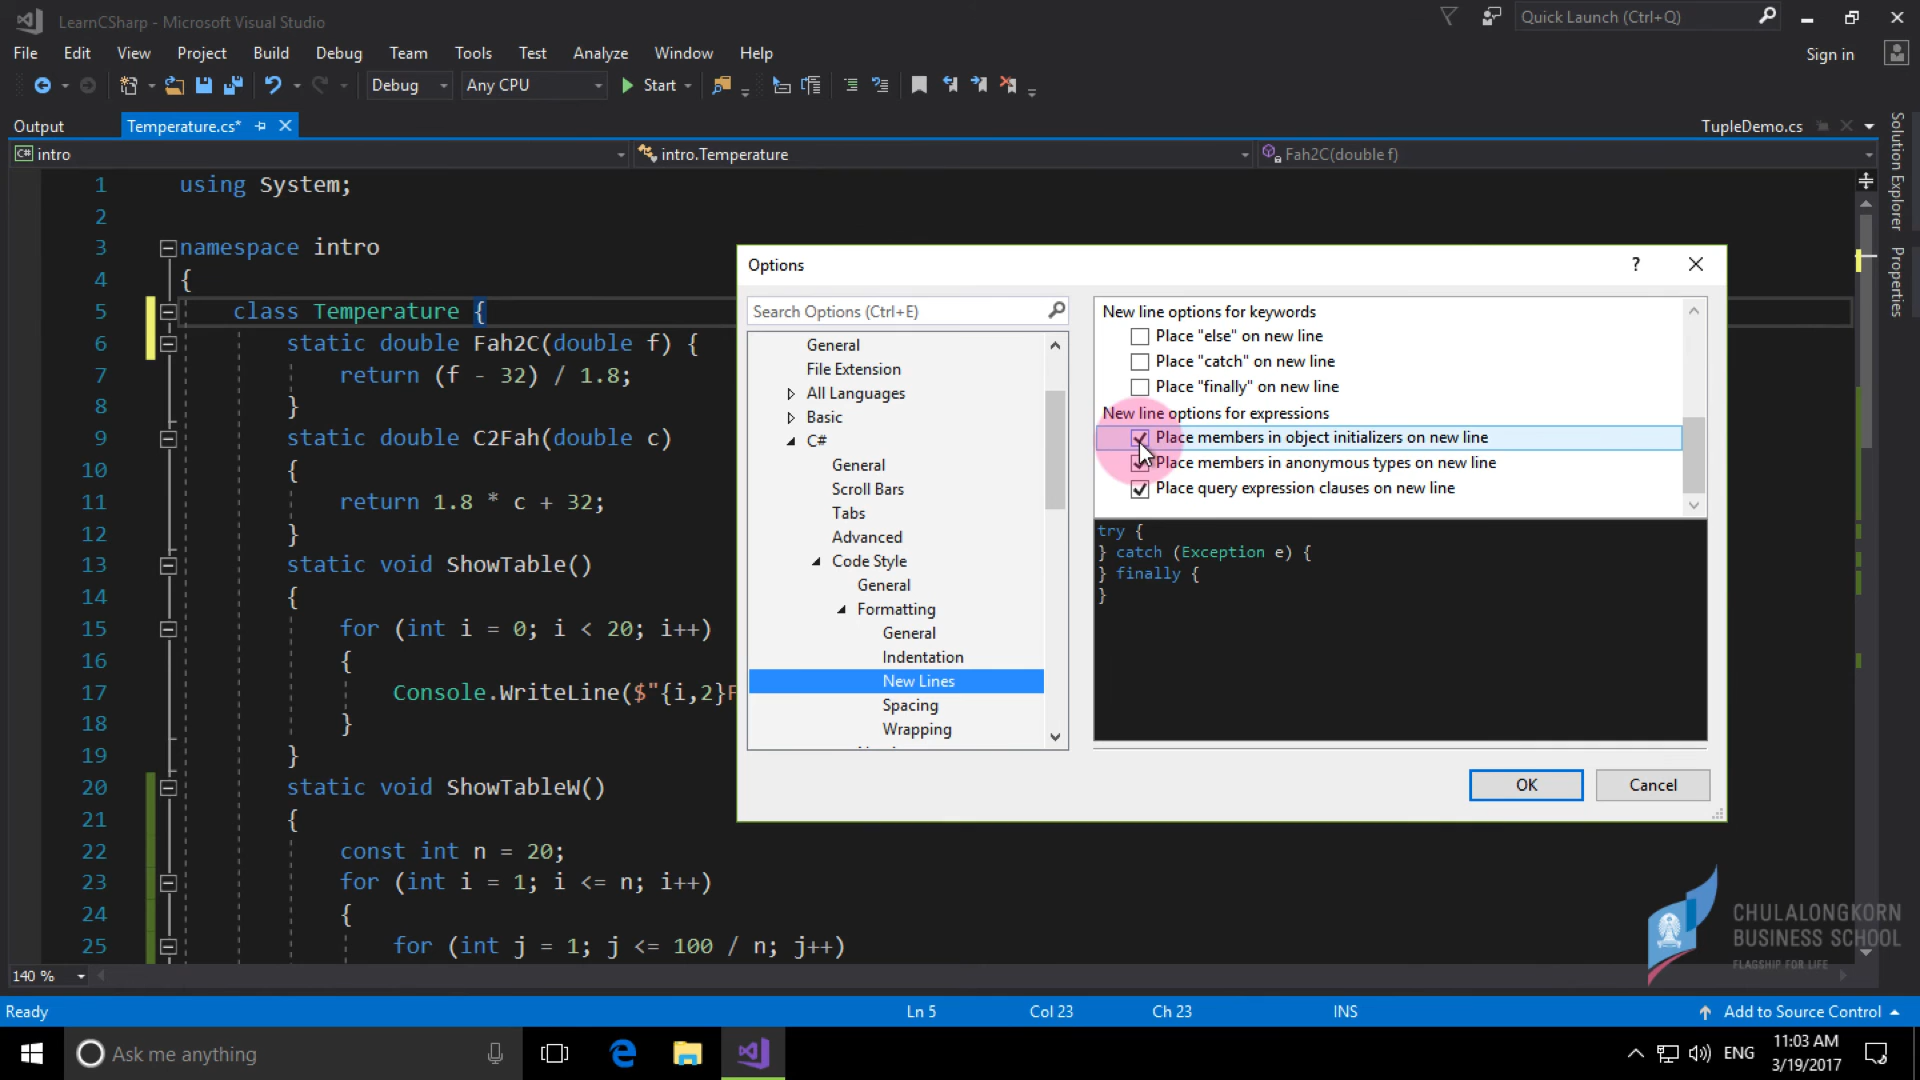 LearnCSharp - Microsoft Visual Studio
Quick Launch (Ctrl+Q)
File Edit View Project Build Debug Team Tools Test Analyze Window Help
Sign in
Debug Any CPU Start
Output Temperature.cs* TupleDemo.cs
C# intro intro.Temperature Fah2C(double f)
Solution Explorer
Properties
1 using System;
2
3 namespace intro
4 {
5 class Temperature {
6 static double Fah2C(double f) {
7 return (f - 32) / 1.8;
8 }
9 static double C2Fah(double c)
10 {
11 return 1.8 * c + 32;
12 }
13 static void ShowTable()
14 {
15 for (int i = 0; i < 20; i++)
16 {
17 Console.WriteLine($"{i,2}F
18 }
19 }
20 static void ShowTableW()
21 {
22 const int n = 20;
23 for (int i = 1; i <= n; i++)
24 {
25 for (int j = 1; j <= 100 / n; j++)
Options ?
Search Options (Ctrl+E)
General
File Extension
All Languages
Basic
C#
General
Scroll Bars
Tabs
Advanced
Code Style
General
Formatting
General
Indentation
New Lines
Spacing
Wrapping
New line options for keywords
Place "else" on new line
Place "catch" on new line
Place "finally" on new line
New line options for expressions
Place members in object initializers on new line
Place members in anonymous types on new line
Place query expression clauses on new line
try {
} catch (Exception e) {
} finally {
}
OK Cancel
CHULALONGKORN
BUSINESS SCHOOL
FLAGSHIP FOR LIFE
140 %
Ready Ln 5 Col 23 Ch 23 INS Add to Source Control
Ask me anything
ENG
11:03 AM
3/19/2017